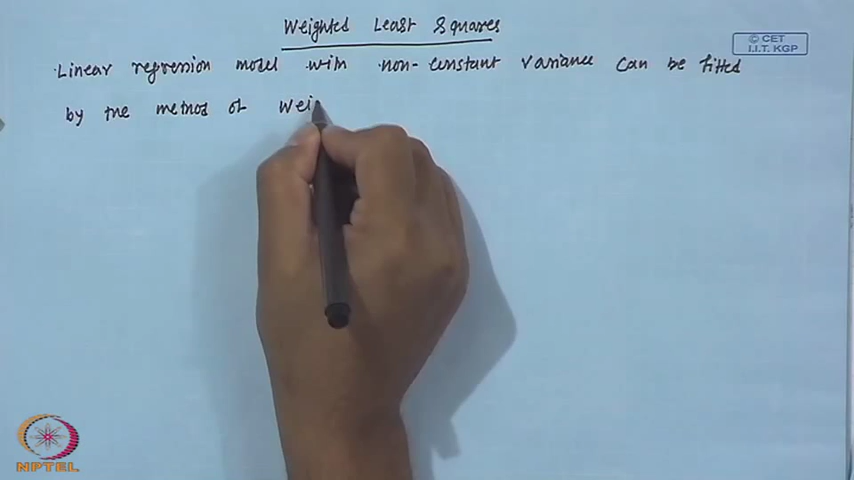 Weighted Least Squares
© CET
I.I.T. KGP
Linear regression model with non-constant variance can be fitted
by the method of wei
NPTEL